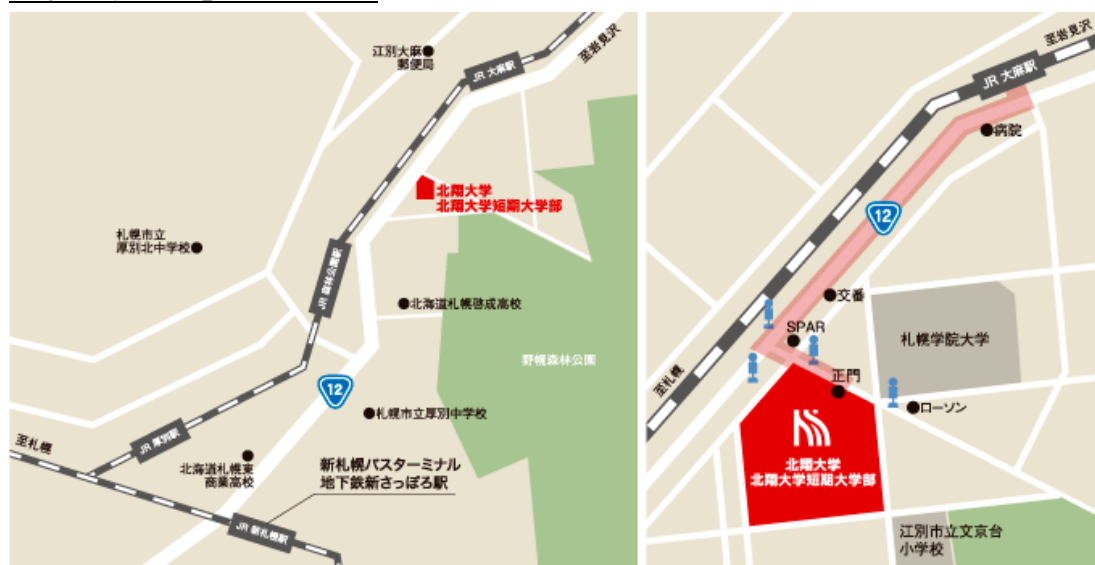 江別大麻
郵便局
JR 大麻駅
至岩見沢
北翔大学
北翔大学短期大学部
札幌市立
厚別北中学校
JR 森林公園駅
北海道札幌啓成高校
野幌森林公園
12
札幌市立厚別中学校
JR 厚別駅
至札幌
北海道札幌東
商業高校
新札幌バスターミナル
地下鉄新さっぽろ駅
JR 新札幌駅
至岩見沢
JR 大麻駅
病院
12
交番
SPAR
札幌学院大学
至札幌
正門
ローソン
北翔大学
北翔大学短期大学部
江別市立文京台
小学校